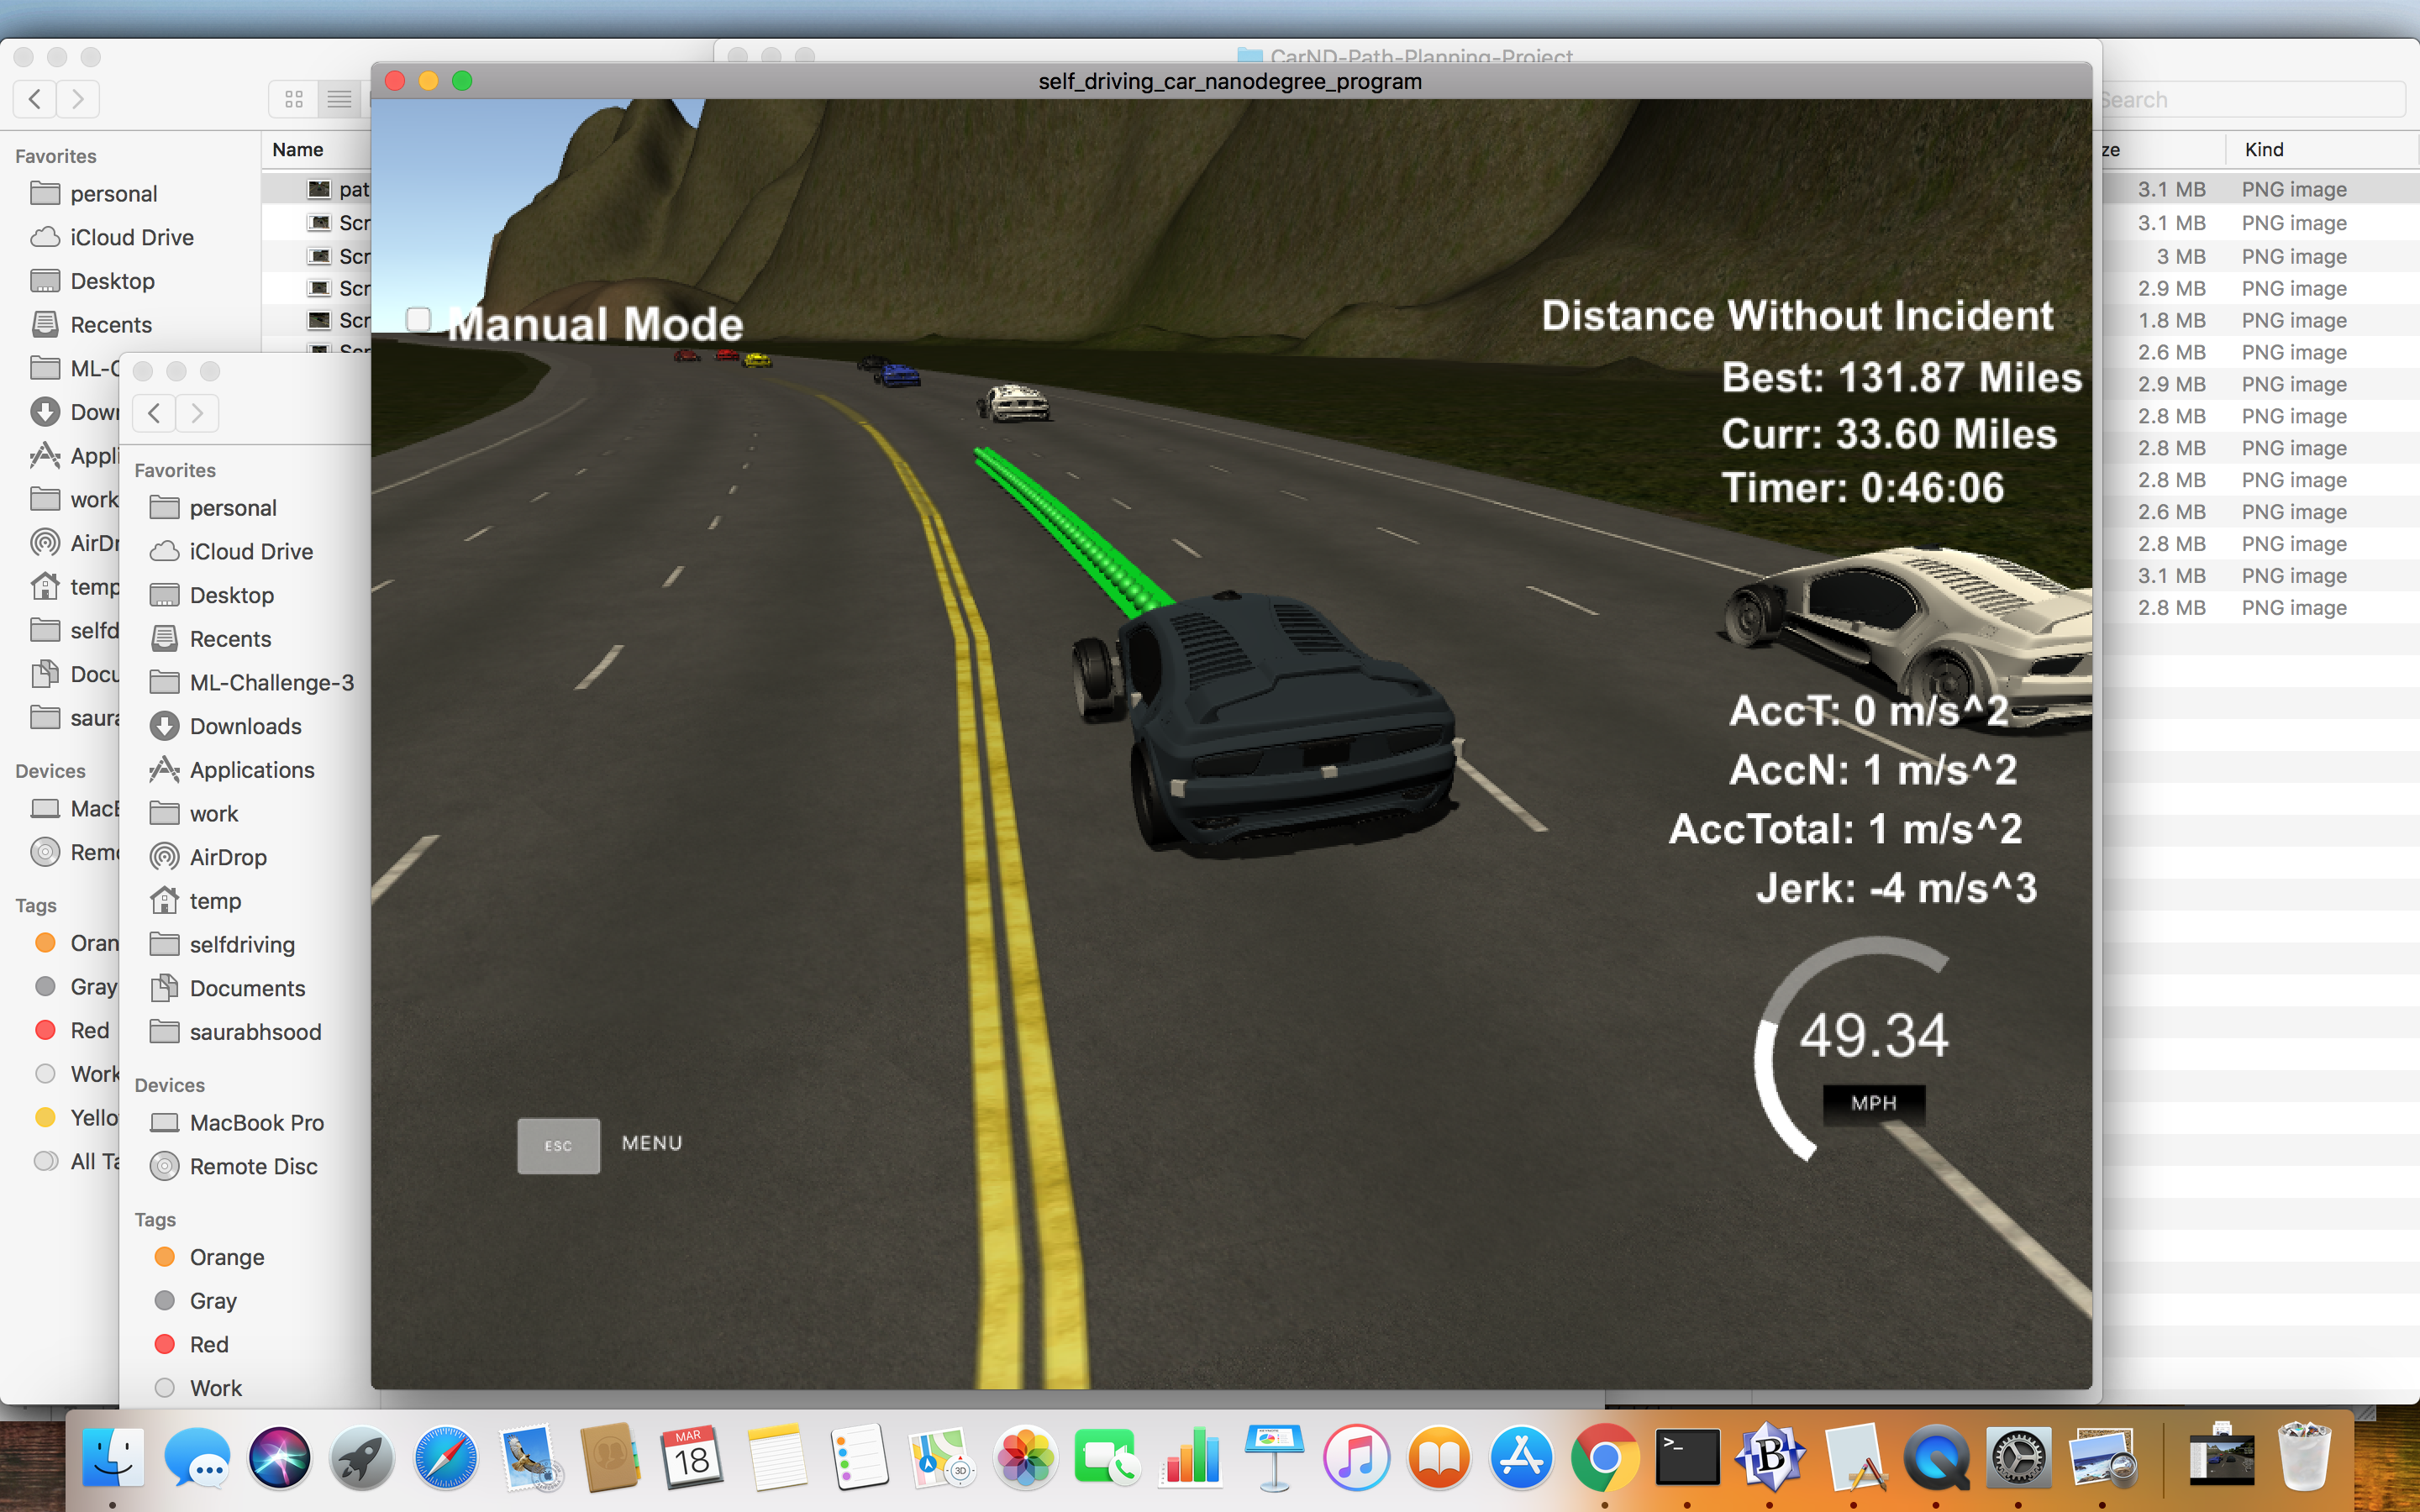 CarND-Path-Planning-Project
self_driving_car_nanodegree_program
Search
Favorites
personal
iCloud Drive
Desktop
Recents
ML-C
Down
Appli
work
AirDr
temp
selfd
Docu
saura
Devices
MacB
Remo
Tags
Oran
Gray
Red
Work
Yello
All Ta
Name
pat
Scr
Scr
Scr
Scr
Scr
Favorites
personal
iCloud Drive
Desktop
Recents
ML-Challenge-3
Downloads
Applications
work
AirDrop
temp
selfdriving
Documents
saurabhsood
Devices
MacBook Pro
Remote Disc
Tags
Orange
Gray
Red
Work
Manual Mode
Distance Without Incident
Best: 131.87 Miles
Curr: 33.60 Miles
Timer: 0:46:06
AccT: 0 m/s^2
AccN: 1 m/s^2
AccTotal: 1 m/s^2
Jerk: -4 m/s^3
49.34
MPH
ESC MENU
ze Kind
3.1 MB PNG image
3.1 MB PNG image
3 MB PNG image
2.9 MB PNG image
1.8 MB PNG image
2.6 MB PNG image
2.9 MB PNG image
2.8 MB PNG image
2.8 MB PNG image
2.8 MB PNG image
2.6 MB PNG image
2.8 MB PNG image
3.1 MB PNG image
2.8 MB PNG image
MAR
18
3D
>_
B